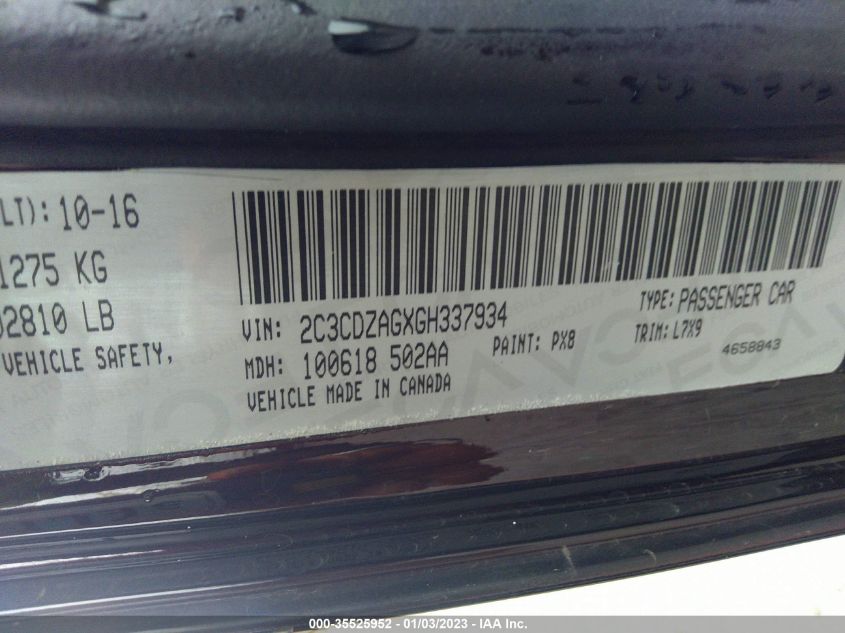 LT): 10-16
1275 KG
02810 LB
VEHICLE SAFETY,
VIN: 2C3CDZAGXGH337934
TYPE: PASSENGER CAR
MDH: 100618 502AA
PAINT: PX8
TRIM: L7X9
VEHICLE MADE IN CANADA
4658843
000-35525952 - 01/03/2023 - IAA Inc.